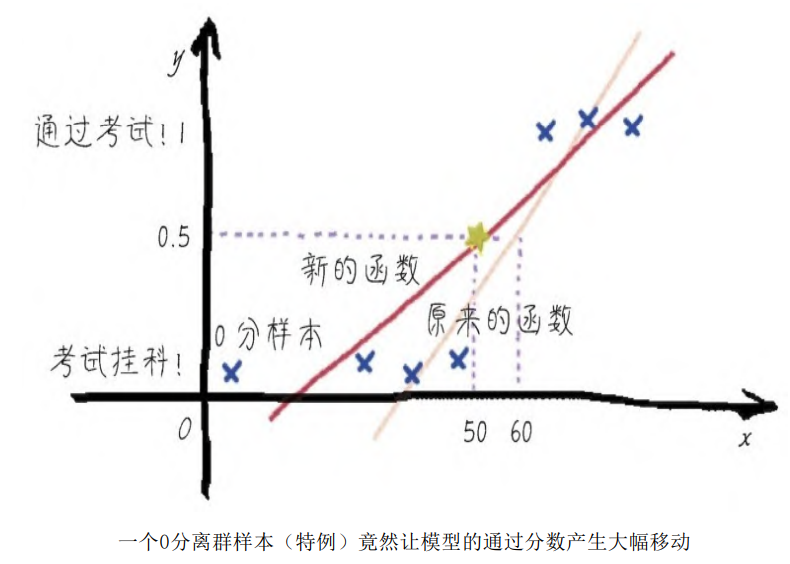 y
通过考试！1
0.5
新的函数
原来的函数
0分样本
考试挂科！
0
50 60
x
一个0分离群样本（特例）竟然让模型的通过分数产生大幅移动